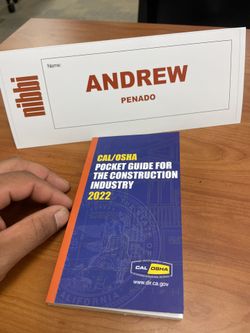 nibbi
Name:
ANDREW
PENADO
CAL/OSHA
POCKET GUIDE FOR
THE CONSTRUCTION
INDUSTRY
2022
CAL OSHA
www.dir.ca.gov